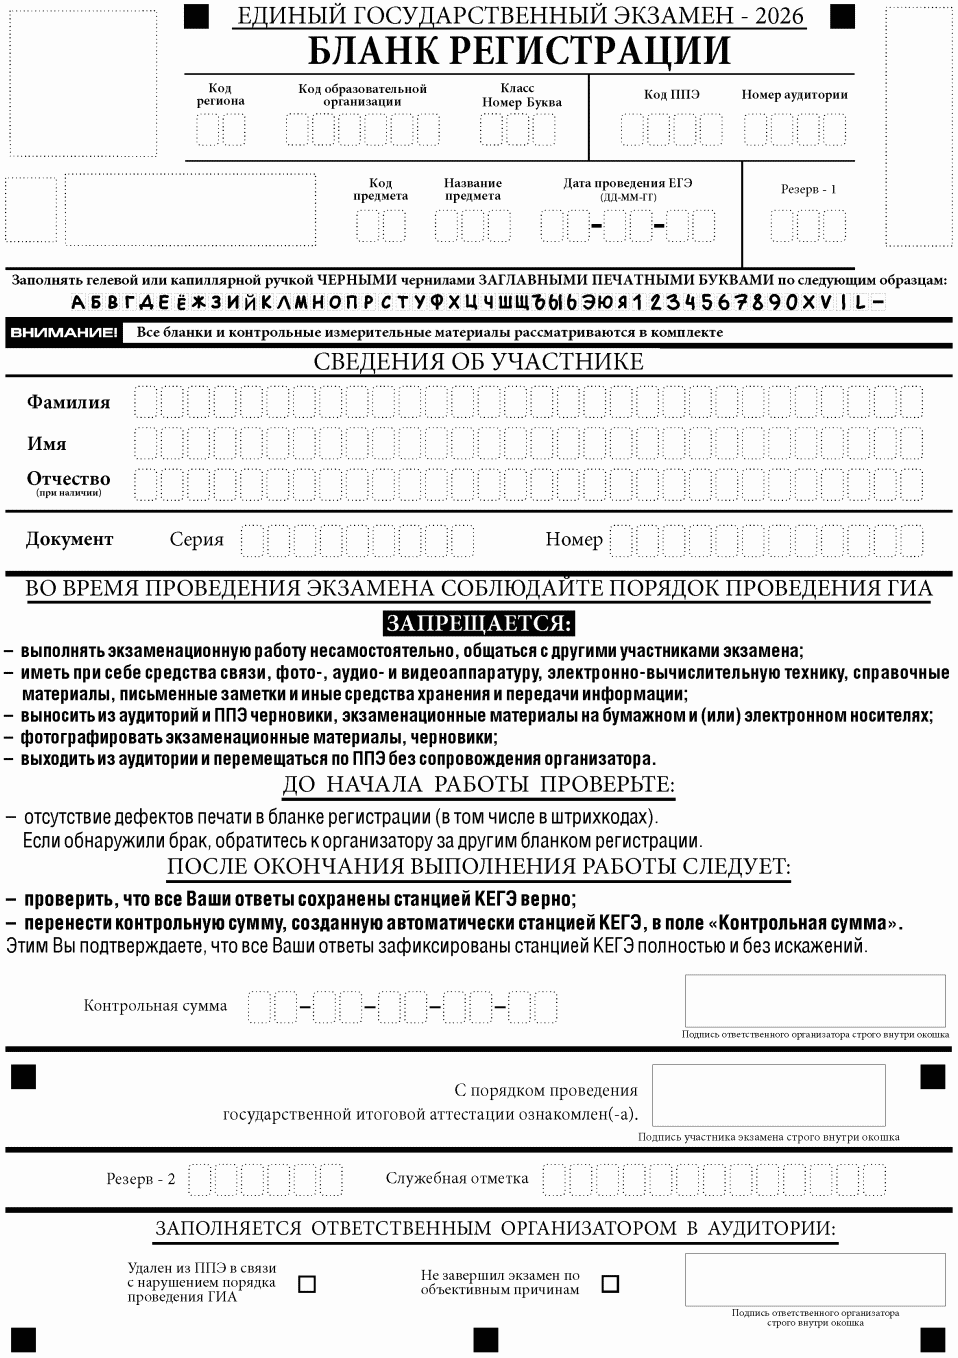 ЕДИНЫЙ ГОСУДАРСТВЕННЫЙ ЭКЗАМЕН - 2026
БЛАНК РЕГИСТРАЦИИ
Код региона
Код образовательной организации
Класс
Номер Буква
Код ППЭ
Номер аудитории
Код предмета
Название предмета
Дата проведения ЕГЭ
(ДД-ММ-ГГ)
Резерв - 1
Заполнять гелевой или капиллярной ручкой ЧЕРНЫМИ чернилами ЗАГЛАВНЫМИ ПЕЧАТНЫМИ БУКВАМИ по следующим образцам:
А Б В Г Д Е Ё Ж З И Й К Л М Н О П Р С Т У Ф Х Ц Ч Ш Щ Ъ Ы Ь Э Ю Я 1 2 3 4 5 6 7 8 9 0 X V I L –
ВНИМАНИЕ! Все бланки и контрольные измерительные материалы рассматриваются в комплекте
СВЕДЕНИЯ ОБ УЧАСТНИКЕ
Фамилия
Имя
Отчество
(при наличии)
Документ Серия Номер
ВО ВРЕМЯ ПРОВЕДЕНИЯ ЭКЗАМЕНА СОБЛЮДАЙТЕ ПОРЯДОК ПРОВЕДЕНИЯ ГИА
ЗАПРЕЩАЕТСЯ:
– выполнять экзаменационную работу несамостоятельно, общаться с другими участниками экзамена;
– иметь при себе средства связи, фото-, аудио- и видеоаппаратуру, электронно-вычислительную технику, справочные
материалы, письменные заметки и иные средства хранения и передачи информации;
– выносить из аудиторий и ППЭ черновики, экзаменационные материалы на бумажном и (или) электронном носителях;
– фотографировать экзаменационные материалы, черновики;
– выходить из аудитории и перемещаться по ППЭ без сопровождения организатора.
ДО НАЧАЛА РАБОТЫ ПРОВЕРЬТЕ:
– отсутствие дефектов печати в бланке регистрации (в том числе в штрихкодах).
Если обнаружили брак, обратитесь к организатору за другим бланком регистрации.
ПОСЛЕ ОКОНЧАНИЯ ВЫПОЛНЕНИЯ РАБОТЫ СЛЕДУЕТ:
– проверить, что все Ваши ответы сохранены станцией КЕГЭ верно;
– перенести контрольную сумму, созданную автоматически станцией КЕГЭ, в поле «Контрольная сумма».
Этим Вы подтверждаете, что все Ваши ответы зафиксированы станцией КЕГЭ полностью и без искажений.
Контрольная сумма
Подпись ответственного организатора строго внутри окошка
С порядком проведения
государственной итоговой аттестации ознакомлен(-а).
Подпись участника экзамена строго внутри окошка
Резерв - 2 Служебная отметка
ЗАПОЛНЯЕТСЯ ОТВЕТСТВЕННЫМ ОРГАНИЗАТОРОМ В АУДИТОРИИ:
Удален из ППЭ в связи
с нарушением порядка
проведения ГИА
Не завершил экзамен по
объективным причинам
Подпись ответственного организатора
строго внутри окошка